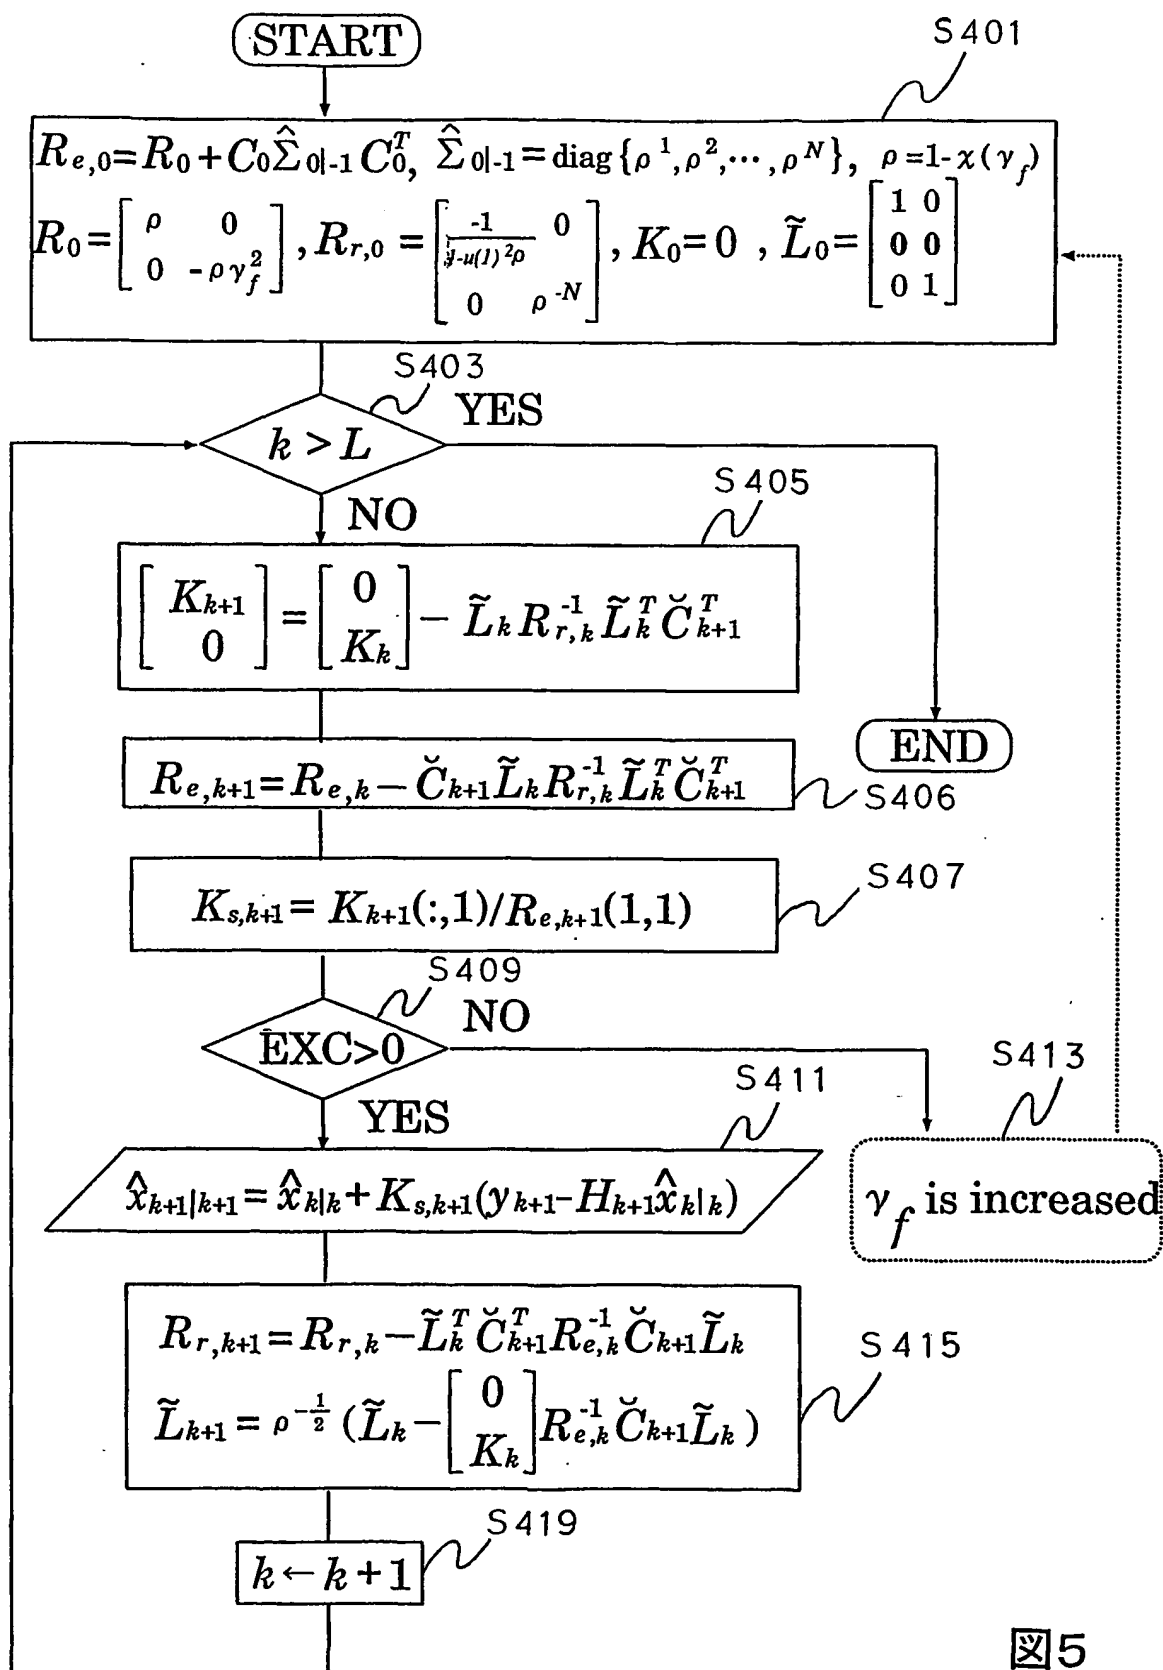 START
S401
R_{e,0}=R_0+C_0\hat{Σ}_{0|-1}C_0^T, \hat{Σ}_{0|-1}=diag{ρ^1,ρ^2,⋯,ρ^N}, ρ=1-χ(γ_f)
R_0=[ρ 0; 0 -ργ_f^2], R_{r,0}=[-1/(1-u(1)^2ρ) 0; 0 ρ^{-N}], K_0=0, \tilde{L}_0=[1 0; 0 0; 0 1]
S403
YES
k > L
S405
NO
[K_{k+1}; 0]=[0; K_k]-\tilde{L}_k R_{r,k}^{-1}\tilde{L}_k^T \breve{C}_{k+1}^T
END
R_{e,k+1}=R_{e,k}-\breve{C}_{k+1}\tilde{L}_k R_{r,k}^{-1}\tilde{L}_k^T \breve{C}_{k+1}^T
S406
S407
K_{s,k+1}=K_{k+1}(:,1)/R_{e,k+1}(1,1)
S409
NO
EXC>0
S413
S411
YES
\hat{x}_{k+1|k+1}=\hat{x}_{k|k}+K_{s,k+1}(y_{k+1}-H_{k+1}\hat{x}_{k|k})
γ_f is increased
R_{r,k+1}=R_{r,k}-\tilde{L}_k^T \breve{C}_{k+1}^T R_{e,k}^{-1}\breve{C}_{k+1}\tilde{L}_k
S415
\tilde{L}_{k+1}=ρ^{-1/2}(\tilde{L}_k-[0; K_k]R_{e,k}^{-1}\breve{C}_{k+1}\tilde{L}_k)
S419
k←k+1
図5